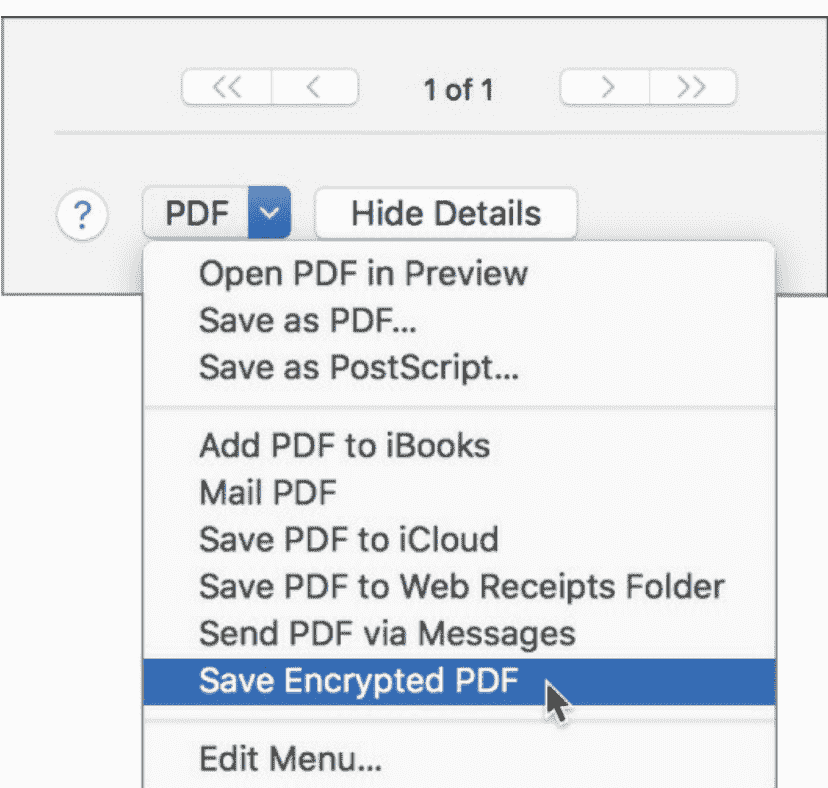 << < 1 of 1 > >>
? PDF Hide Details
Open PDF in Preview
Save as PDF...
Save as PostScript...
Add PDF to iBooks
Mail PDF
Save PDF to iCloud
Save PDF to Web Receipts Folder
Send PDF via Messages
Save Encrypted PDF
Edit Menu...